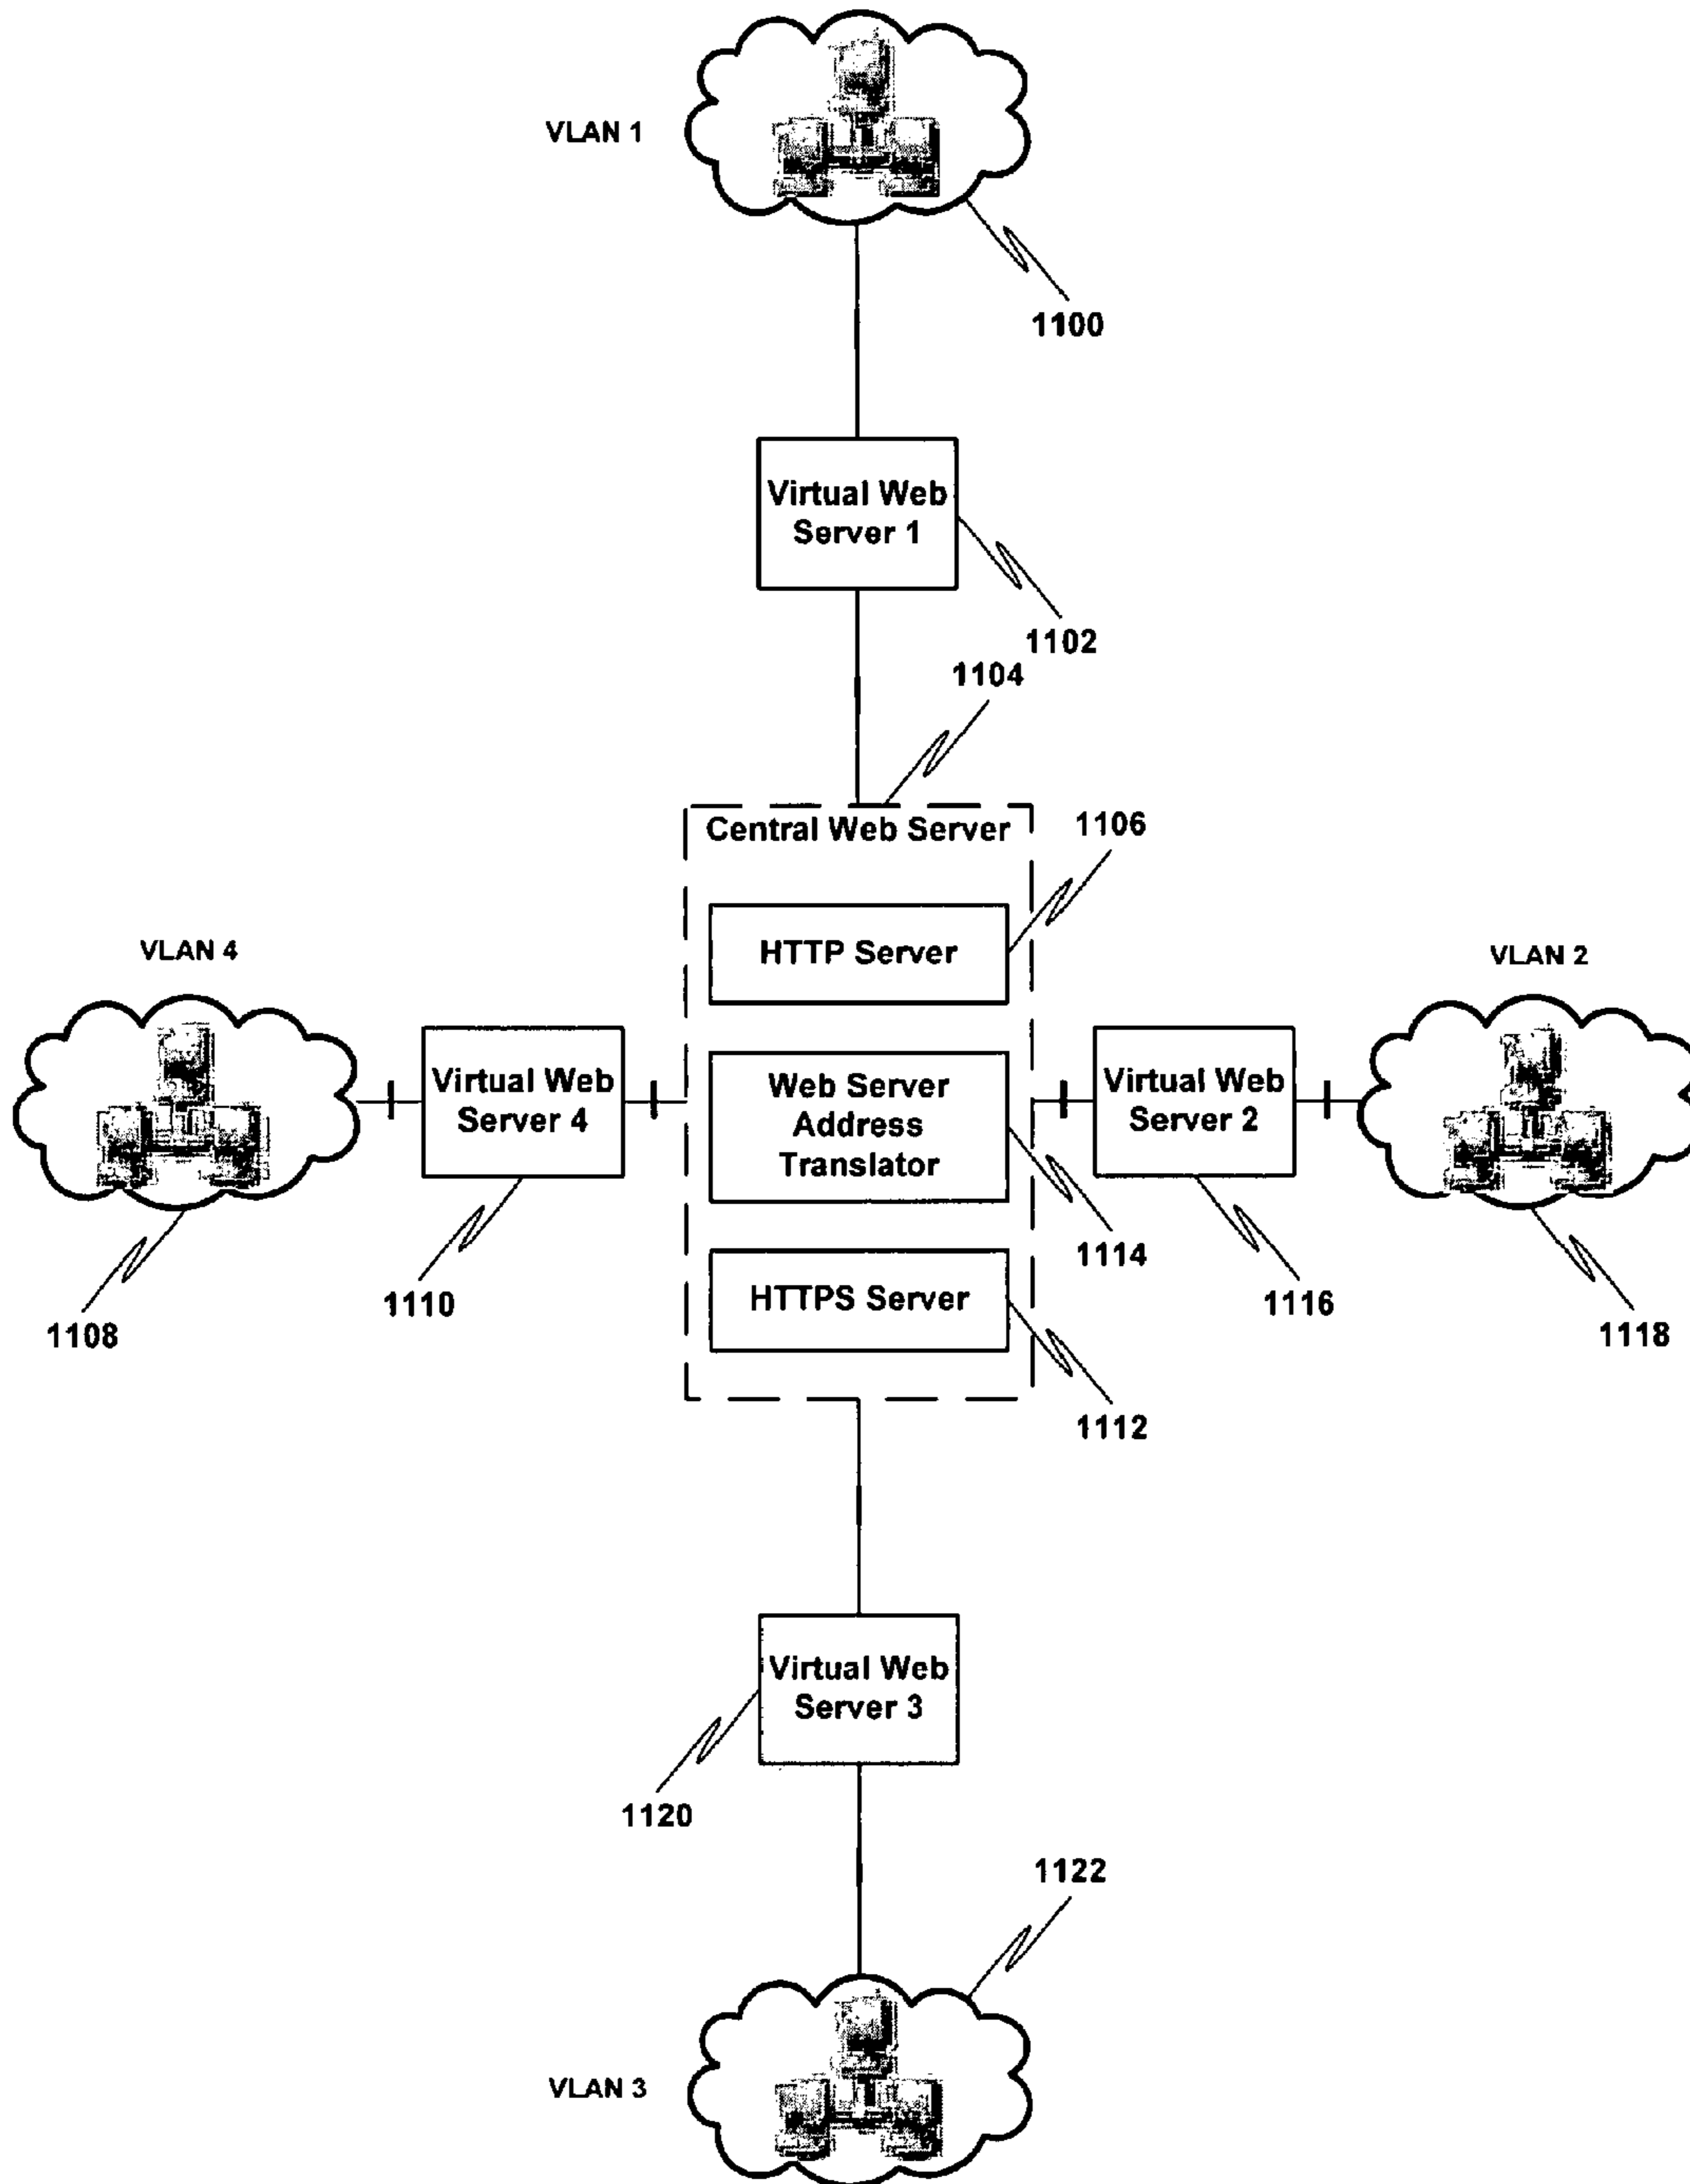 VLAN 1
1100
Virtual Web
Server 1
1102
1104
Central Web Server
1106
HTTP Server
VLAN 4
VLAN 2
Virtual Web
Server 4
Web Server
Address
Translator
Virtual Web
Server 2
1114
1108
1110
HTTPS Server
1116
1118
1112
Virtual Web
Server 3
1120
1122
VLAN 3